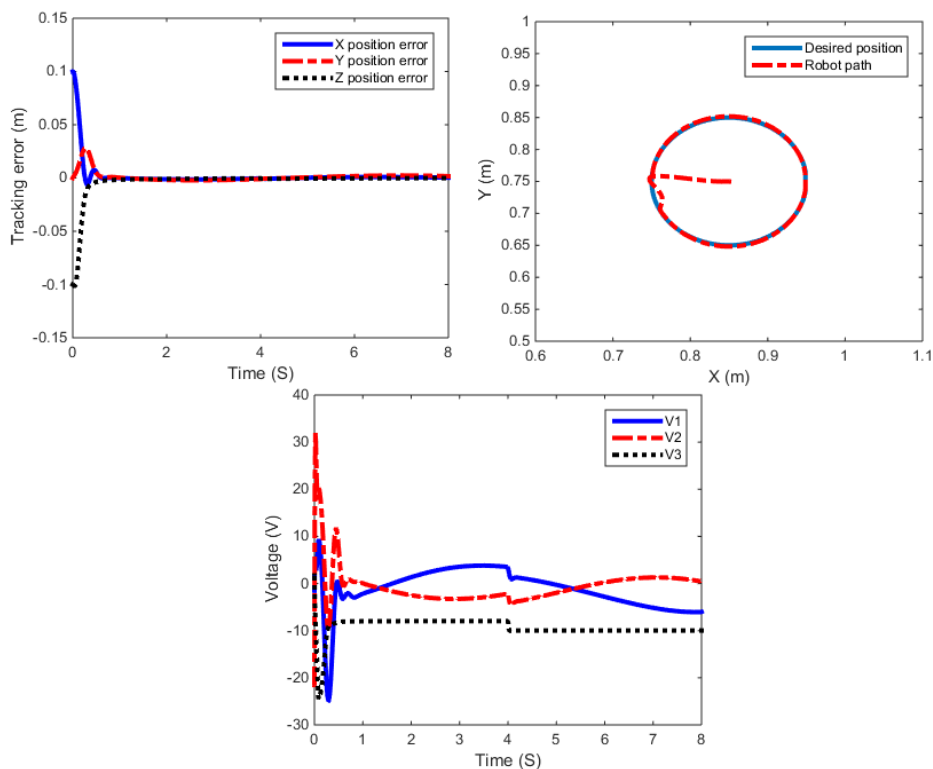 0.15
0.1
0.05
0
-0.05
-0.1
-0.15
Tracking error (m)
0 2 4 6 8
Time (S)
X position error
Y position error
Z position error
1
0.95
0.9
0.85
0.8
0.75
0.7
0.65
0.6
0.55
0.5
Y (m)
0.6 0.7 0.8 0.9 1 1.1
X (m)
Desired position
Robot path
40
30
20
10
0
-10
-20
-30
Voltage (V)
0 1 2 3 4 5 6 7 8
Time (S)
V1
V2
V3